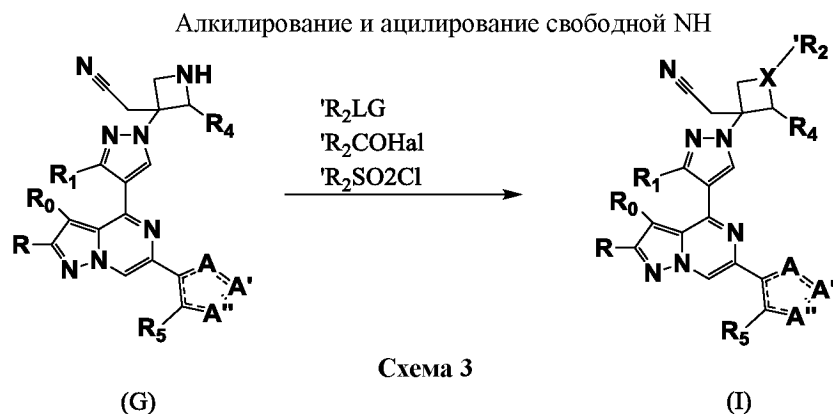 Алкилирование и ацилирование свободной NH
N
NH
R₄
N
N
R₁
R₀
R
N
N
N
A
A'
A"
R₅
(G)
'R₂LG
'R₂COHal
'R₂SO2Cl
Схема 3
'R₂
X
N
R₄
N
N
R₁
R₀
R
N
N
N
A
A'
A"
R₅
(I)